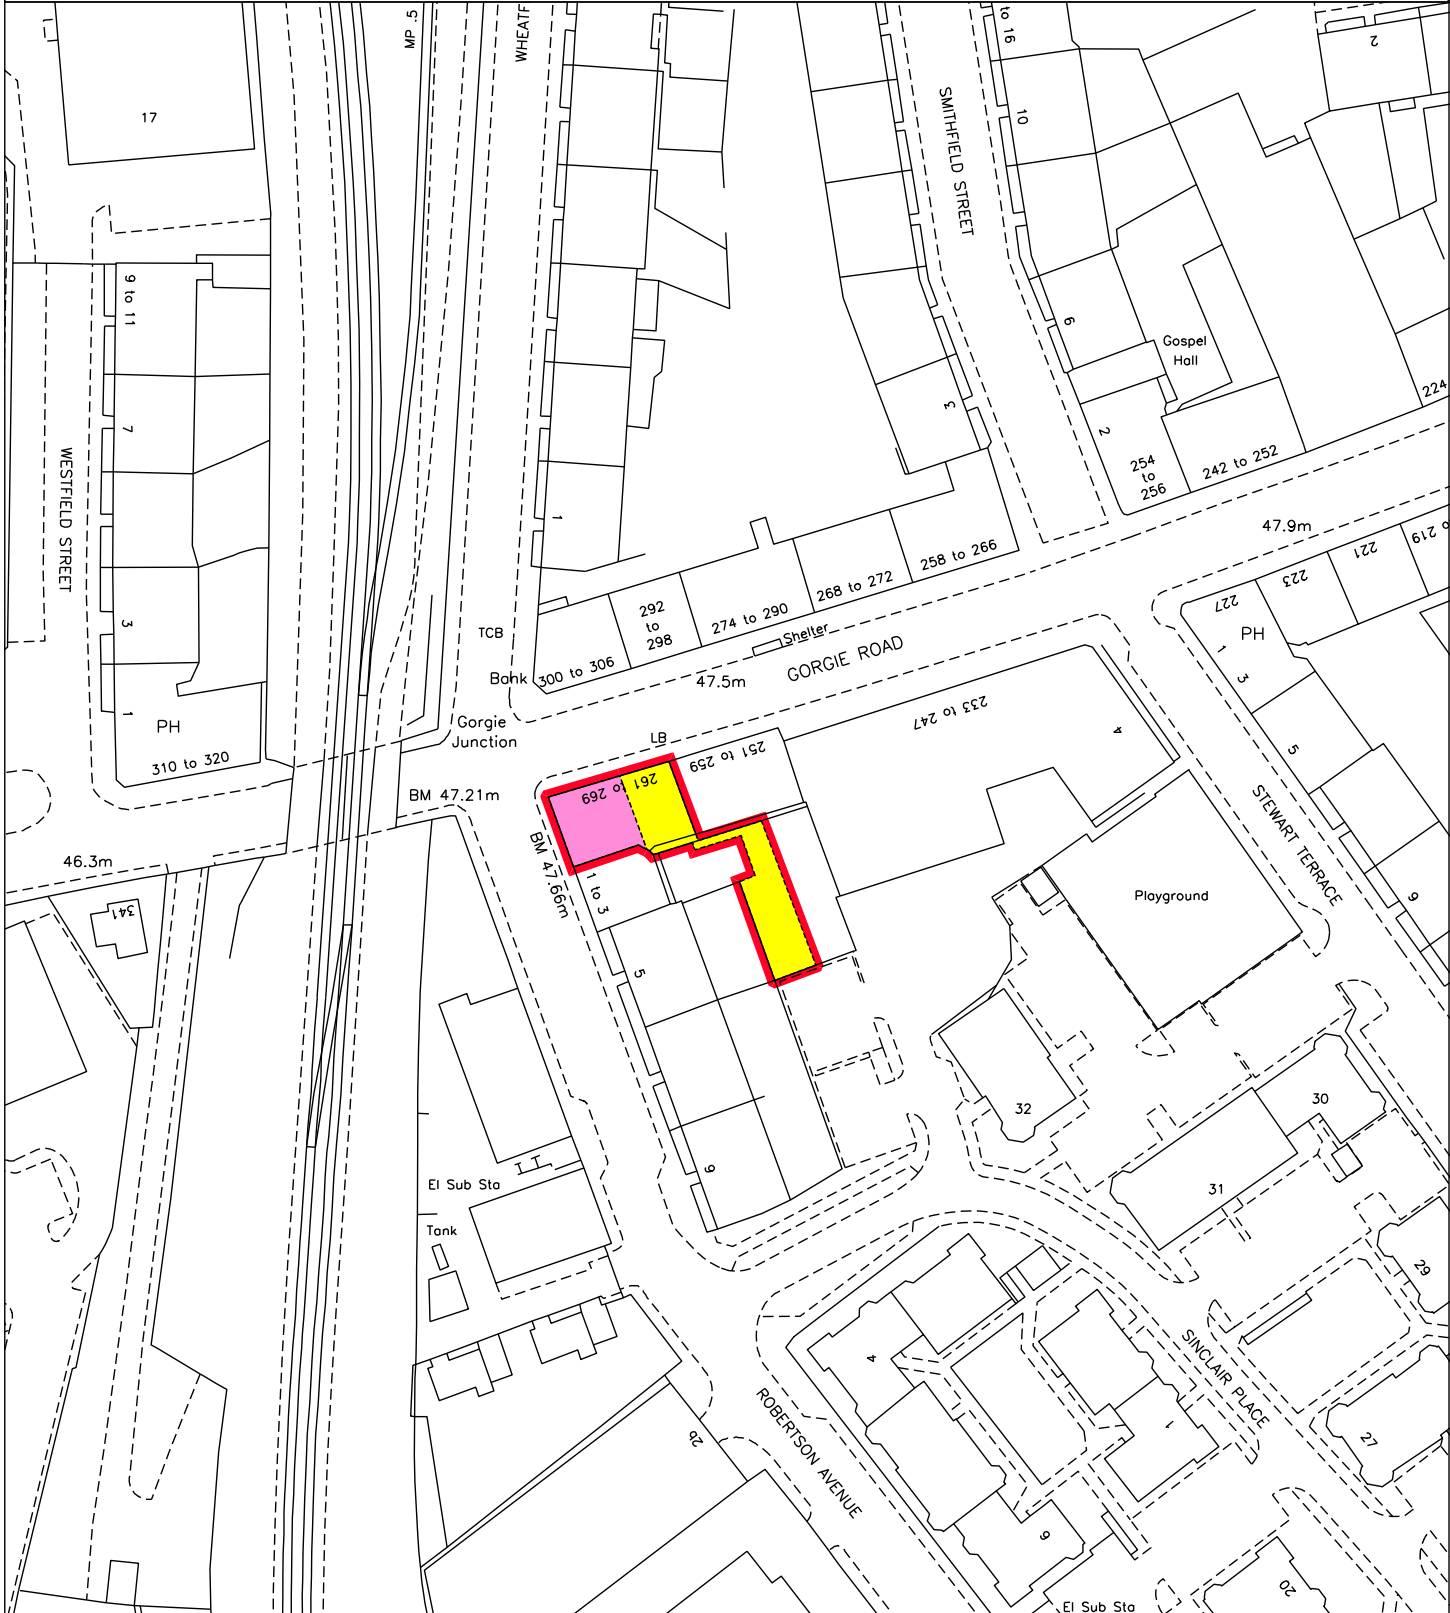 MP .5
WHEATF
to 16
2
17
SMITHFIELD STREET
10
9 to 11
6
Gospel
Hall
224
7
3
2
WESTFIELD STREET
254
to
256
242 to 252
1
47.9m
258 to 266
219
221
223
227
268 to 272
292
to
298
274 to 290
3
TCB
Shelter
PH
GORGIE ROAD
1
3
Bank
300 to 306
47.5m
1
PH
Gorgie
Junction
233 to 247
4
LB
310 to 320
251 to 259
261 to 269
5
BM 47.21m
BM 47.66m
46.3m
STEWART TERRACE
1 to 3
341
Playground
9
5
32
30
9
El Sub Sta
31
Tank
29
4
SINCLAIR PLACE
1
2b
ROBERTSON AVENUE
27
6
20
El Sub Sta